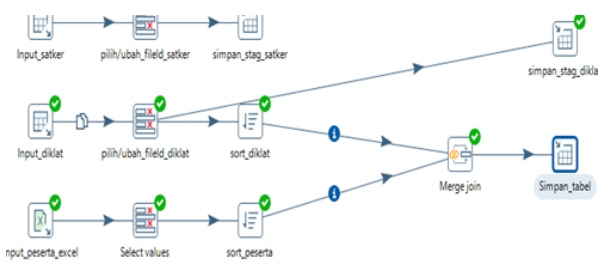 Input_satker
pilih/ubah_fileld_satker
simpan_stag_satker
simpan_stag_dikla
Input_diklat
pilih/ubah_fileld_diklat
sort_diklat
Merge join
Simpan_tabel
nput_peserta_excel
Select values
sort_peserta